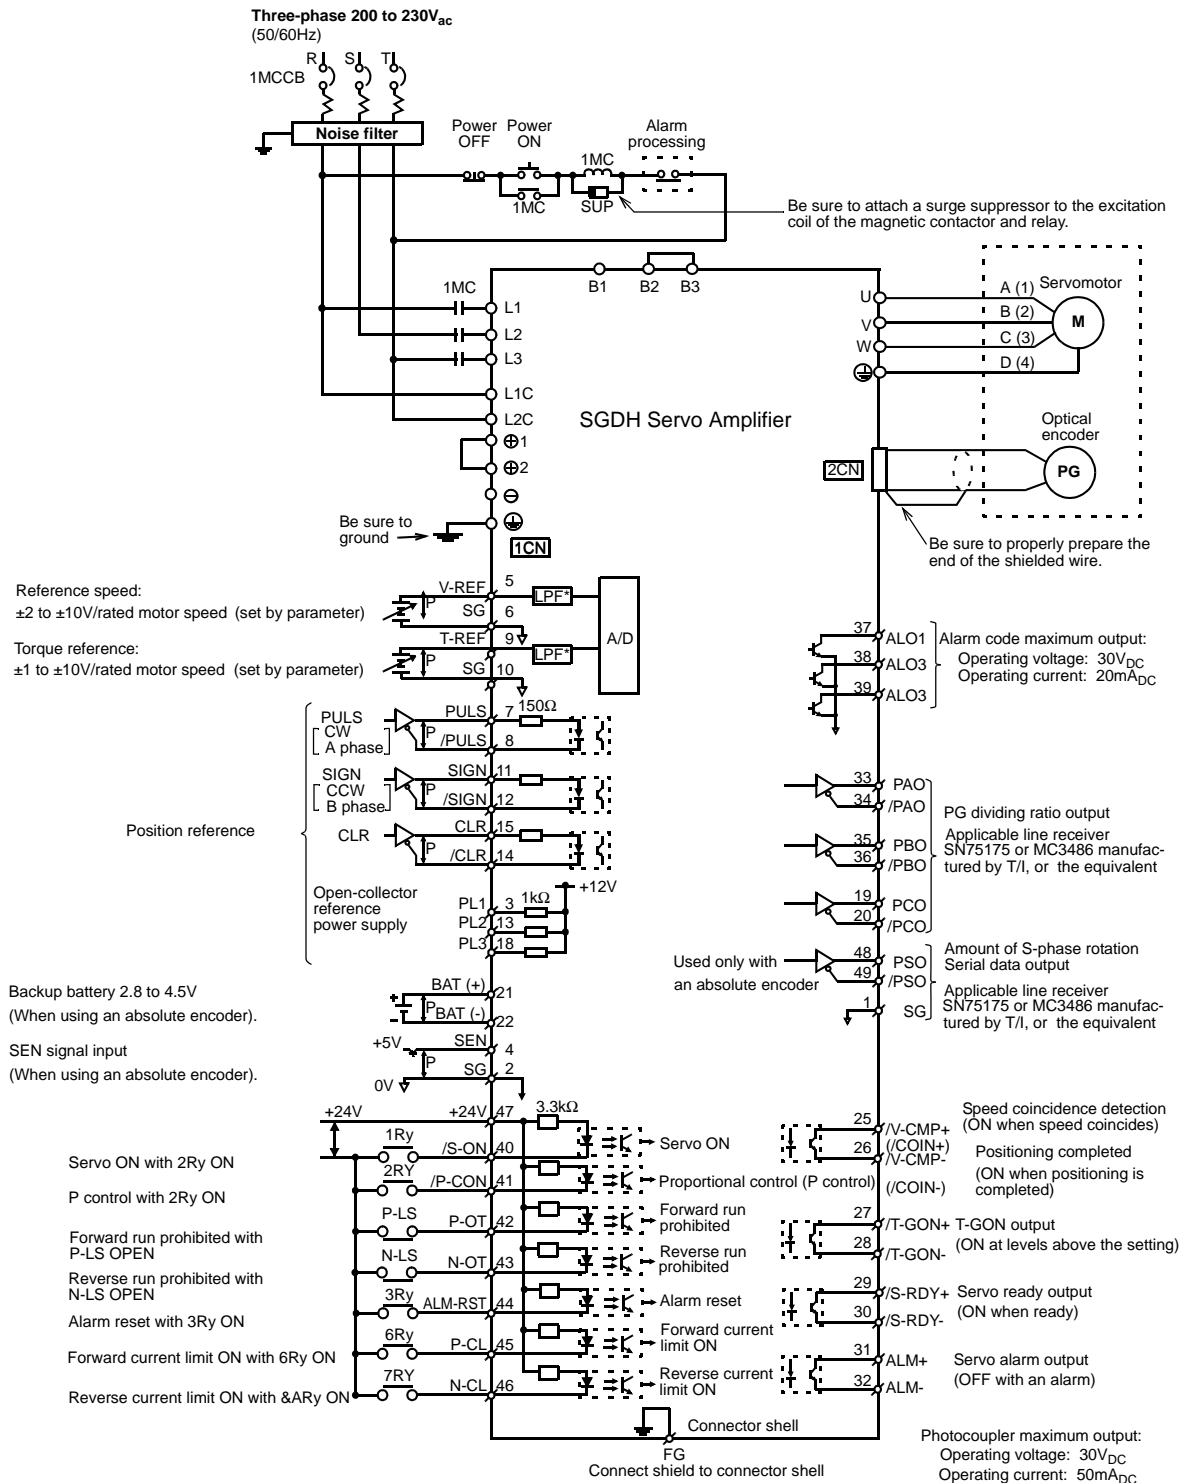 Three-phase 200 to 230Vac
(50/60Hz)
R S T
1MCCB
Noise filter
Power OFF
Power ON
1MC
1MC
SUP
Alarm processing
Be sure to attach a surge suppressor to the excitation
coil of the magnetic contactor and relay.
B1 B2 B3
1MC
L1
L2
L3
L1C
L2C
⊕1
⊕2
⊖
Be sure to
ground
1CN
SGDH Servo Amplifier
U
V
W
A (1)
B (2)
C (3)
D (4)
Servomotor
M
Optical
encoder
2CN
PG
Be sure to properly prepare the
end of the shielded wire.
Reference speed:
±2 to ±10V/rated motor speed (set by parameter)
Torque reference:
±1 to ±10V/rated motor speed (set by parameter)
V-REF 5
P
SG 6
T-REF 9
P
SG 10
LPF*
LPF*
A/D
Position reference
PULS
CW
A phase
PULS 7 150Ω
P
/PULS 8
SIGN
CCW
B phase
SIGN 11
P
/SIGN 12
CLR
CLR 15
P
/CLR 14
Open-collector
reference
power supply
+12V
PL1 3 1kΩ
PL2 13
PL3 18
Backup battery 2.8 to 4.5V
(When using an absolute encoder).
+
-
BAT (+) 21
P
BAT (-) 22
SEN signal input
(When using an absolute encoder).
+5V
SEN 4
P
0V
SG 2
+24V
+24V 47 3.3kΩ
Servo ON with 2Ry ON
1Ry
/S-ON 40
Servo ON
P control with 2Ry ON
2RY
/P-CON 41
Proportional control (P control)
Forward run prohibited with
P-LS OPEN
P-LS
P-OT 42
Forward run
prohibited
Reverse run prohibited with
N-LS OPEN
N-LS
N-OT 43
Reverse run
prohibited
Alarm reset with 3Ry ON
3Ry
ALM-RST 44
Alarm reset
Forward current limit ON with 6Ry ON
6Ry
P-CL 45
Forward current
limit ON
Reverse current limit ON with &ARy ON
7RY
N-CL 46
Reverse current
limit ON
37 ALO1
38 ALO3
39 ALO3
Alarm code maximum output:
Operating voltage: 30VDC
Operating current: 20mADC
33 PAO
34 /PAO
35 PBO
36 /PBO
19 PCO
20 /PCO
PG dividing ratio output
Applicable line receiver
SN75175 or MC3486 manufac-
tured by T/I, or the equivalent
Used only with
an absolute encoder
48 PSO
49 /PSO
1 SG
Amount of S-phase rotation
Serial data output
Applicable line receiver
SN75175 or MC3486 manufac-
tured by T/I, or the equivalent
25 /V-CMP+
(/COIN+)
26 /V-CMP-
(/COIN-)
Speed coincidence detection
(ON when speed coincides)
Positioning completed
(ON when positioning is
completed)
27 /T-GON+
28 /T-GON-
T-GON output
(ON at levels above the setting)
29 /S-RDY+
30 /S-RDY-
Servo ready output
(ON when ready)
31 ALM+
32 ALM-
Servo alarm output
(OFF with an alarm)
Connector shell
FG
Connect shield to connector shell
Photocoupler maximum output:
Operating voltage: 30VDC
Operating current: 50mADC